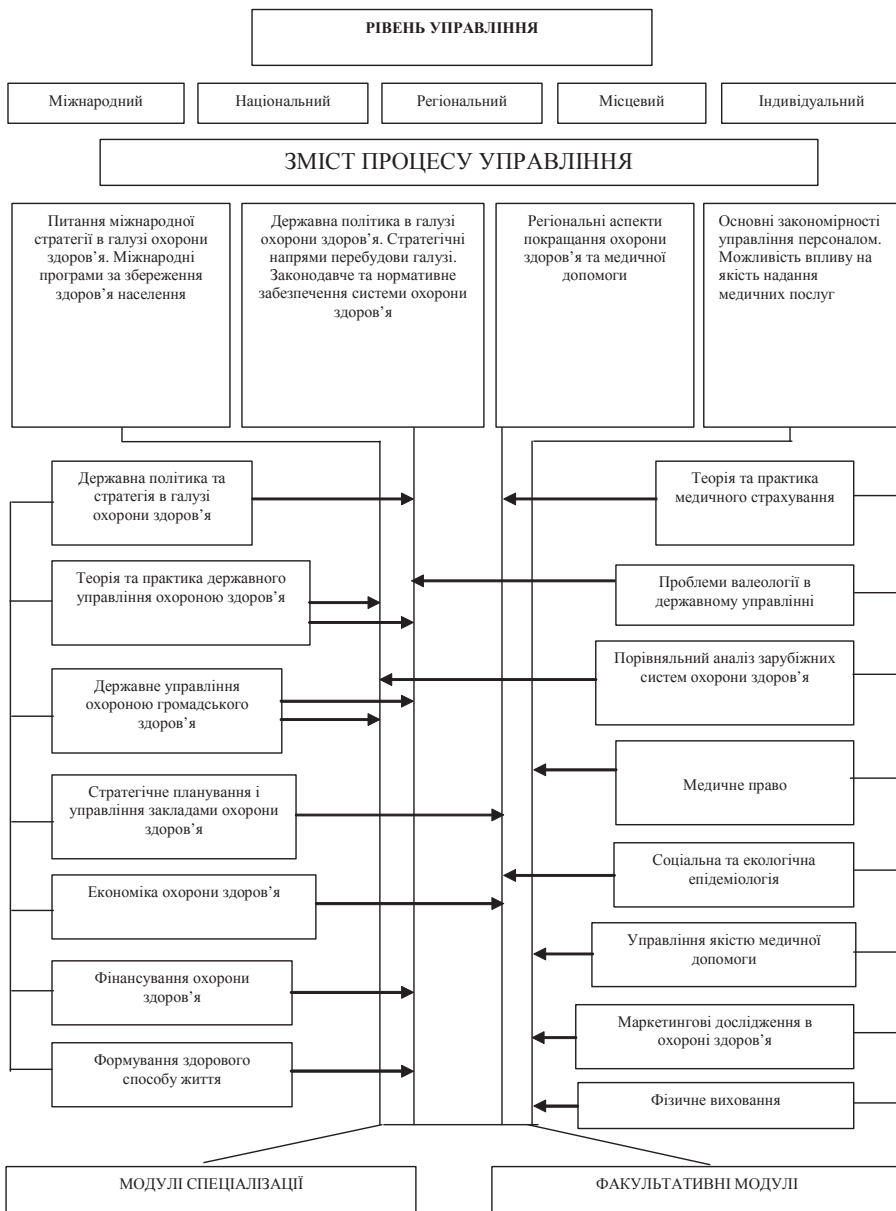 РІВЕНЬ УПРАВЛІННЯ
Міжнародний
Національний
Регіональний
Місцевий
Індивідуальний
ЗМІСТ ПРОЦЕСУ УПРАВЛІННЯ
Питання міжнародної
стратегії в галузі охорони
здоров'я. Міжнародні
програми за збереження
здоров'я населення
Державна політика в галузі
охорони здоров'я. Стратегічні
напрями перебудови галузі.
Законодавче та нормативне
забезпечення системи охорони
здоров'я
Регіональні аспекти
покращання охорони
здоров'я та медичної
допомоги
Основні закономірності
управління персоналом.
Можливість впливу на
якість надання
медичних послуг
Державна політика та
стратегія в галузі
охорони здоров'я
Теорія та практика державного
управління охороною здоров'я
Державне управління
охороною громадського
здоров'я
Стратегічне планування і
управління закладами охорони
здоров'я
Економіка охорони здоров'я
Фінансування охорони
здоров'я
Формування здорового
способу життя
Теорія та практика
медичного страхування
Проблеми валеології в
державному управлінні
Порівняльний аналіз зарубіжних
систем охорони здоров'я
Медичне право
Соціальна та екологічна
епідеміологія
Управління якістю медичної
допомоги
Маркетингові дослідження в
охороні здоров'я
Фізичне виховання
МОДУЛІ СПЕЦІАЛІЗАЦІЇ
ФАКУЛЬТАТИВНІ МОДУЛІ